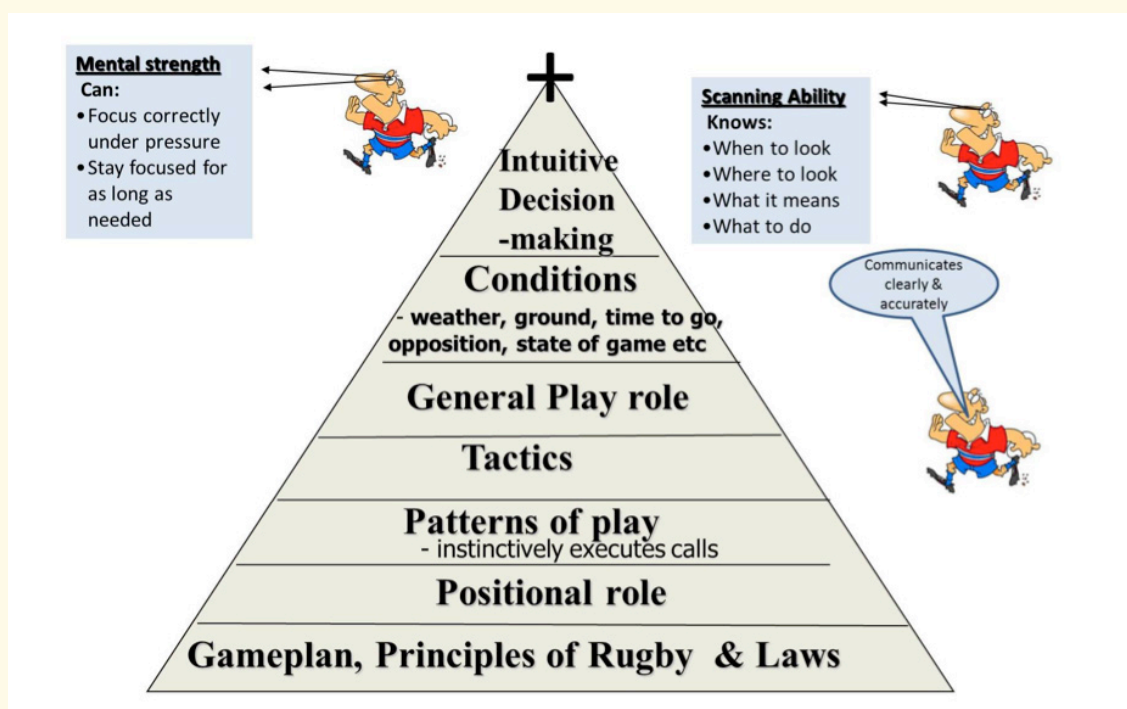 Mental strength
Can:
•Focus correctly
under pressure
•Stay focused for
as long as
needed
Scanning Ability
Knows:
•When to look
•Where to look
•What it means
•What to do
Communicates
clearly &
accurately
Intuitive
Decision
-making
Conditions
- weather, ground, time to go,
opposition, state of game etc
General Play role
Tactics
Patterns of play
- instinctively executes calls
Positional role
Gameplan, Principles of Rugby & Laws